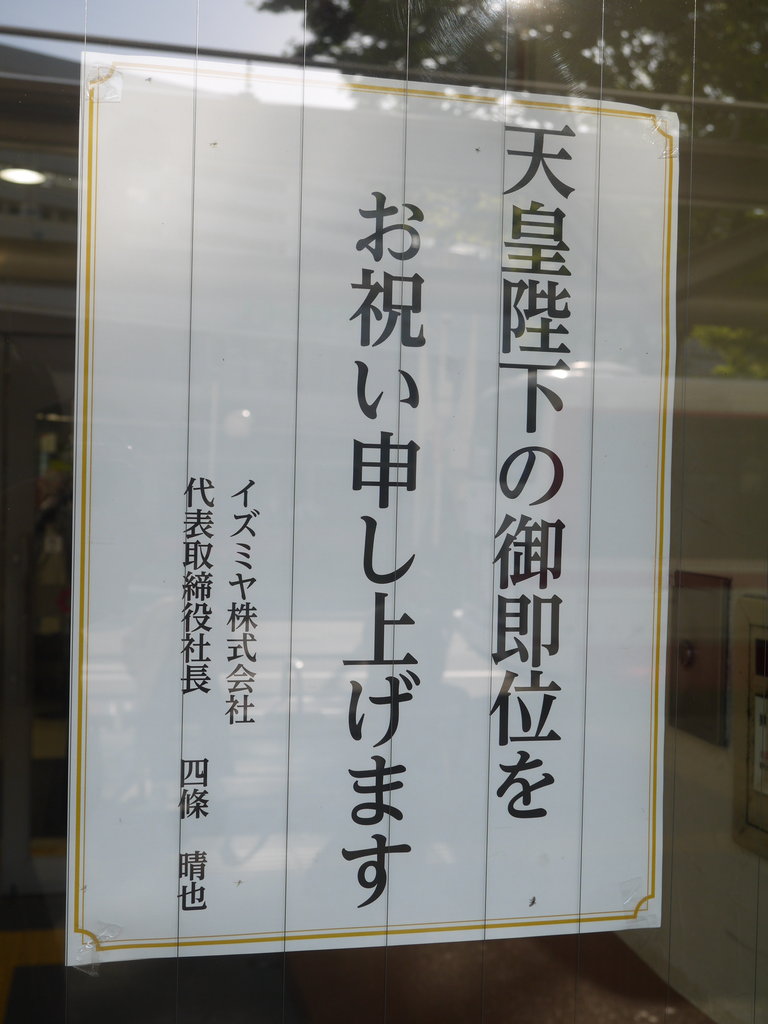 天皇陛下の御即位を
お祝い申し上げます
イズミヤ株式会社
代表取締役社長 四條 晴也